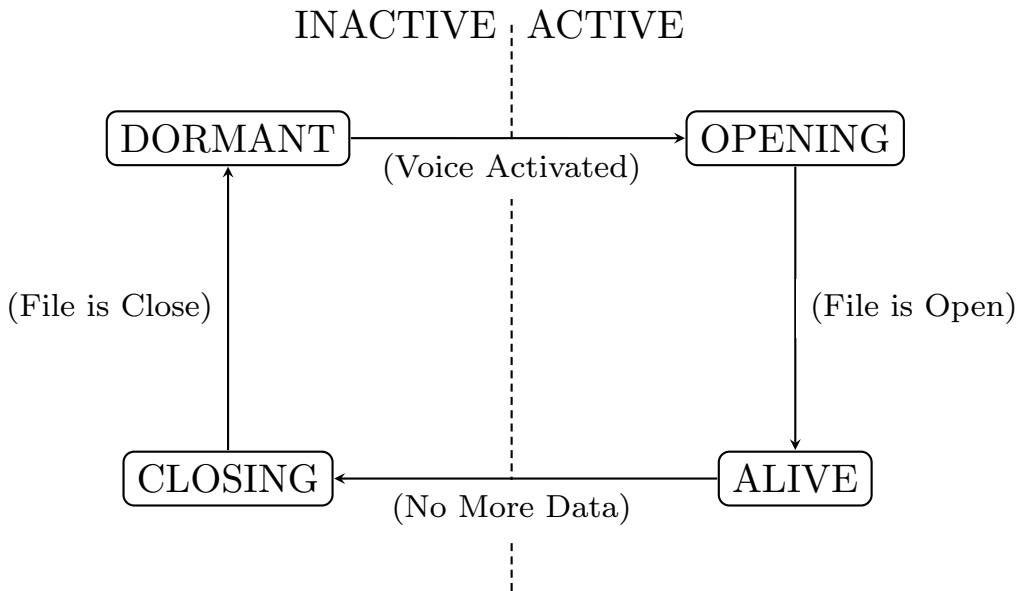 INACTIVE ACTIVE
DORMANT OPENING
(Voice Activated)
(File is Close) (File is Open)
CLOSING ALIVE
(No More Data)